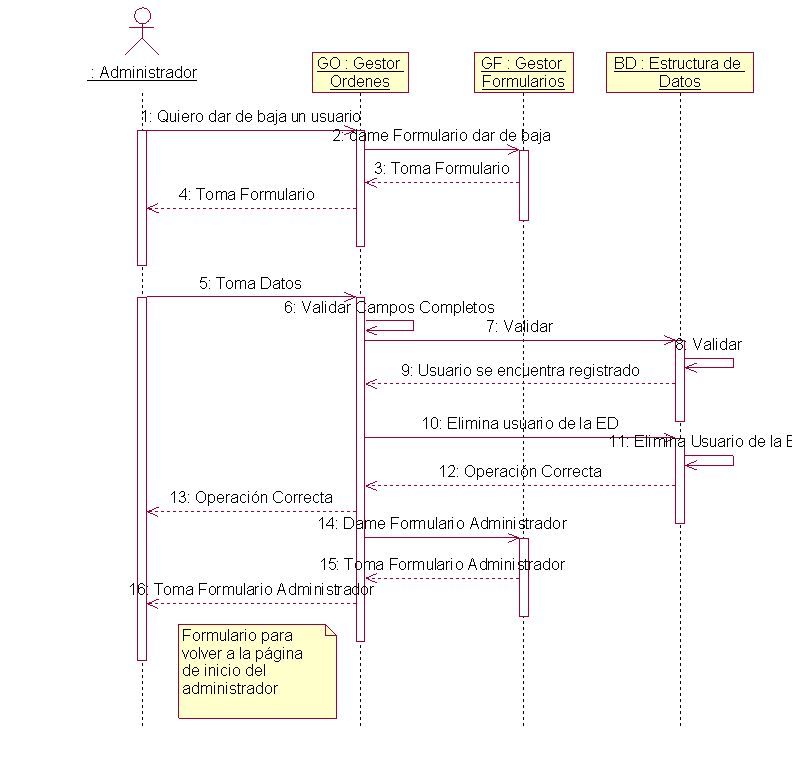 : Administrador
GO : Gestor
Ordenes
GF : Gestor
Formularios
BD : Estructura de
Datos
1: Quiero dar de baja un usuario
2: dame Formulario dar de baja
3: Toma Formulario
4: Toma Formulario
5: Toma Datos
6: Validar Campos Completos
7: Validar
8: Validar
9: Usuario se encuentra registrado
10: Elimina usuario de la ED
11: Elimina Usuario de la
12: Operación Correcta
13: Operación Correcta
14: Dame Formulario Administrador
15: Toma Formulario Administrador
16: Toma Formulario Administrador
Formulario para
volver a la página
de inicio del
administrador